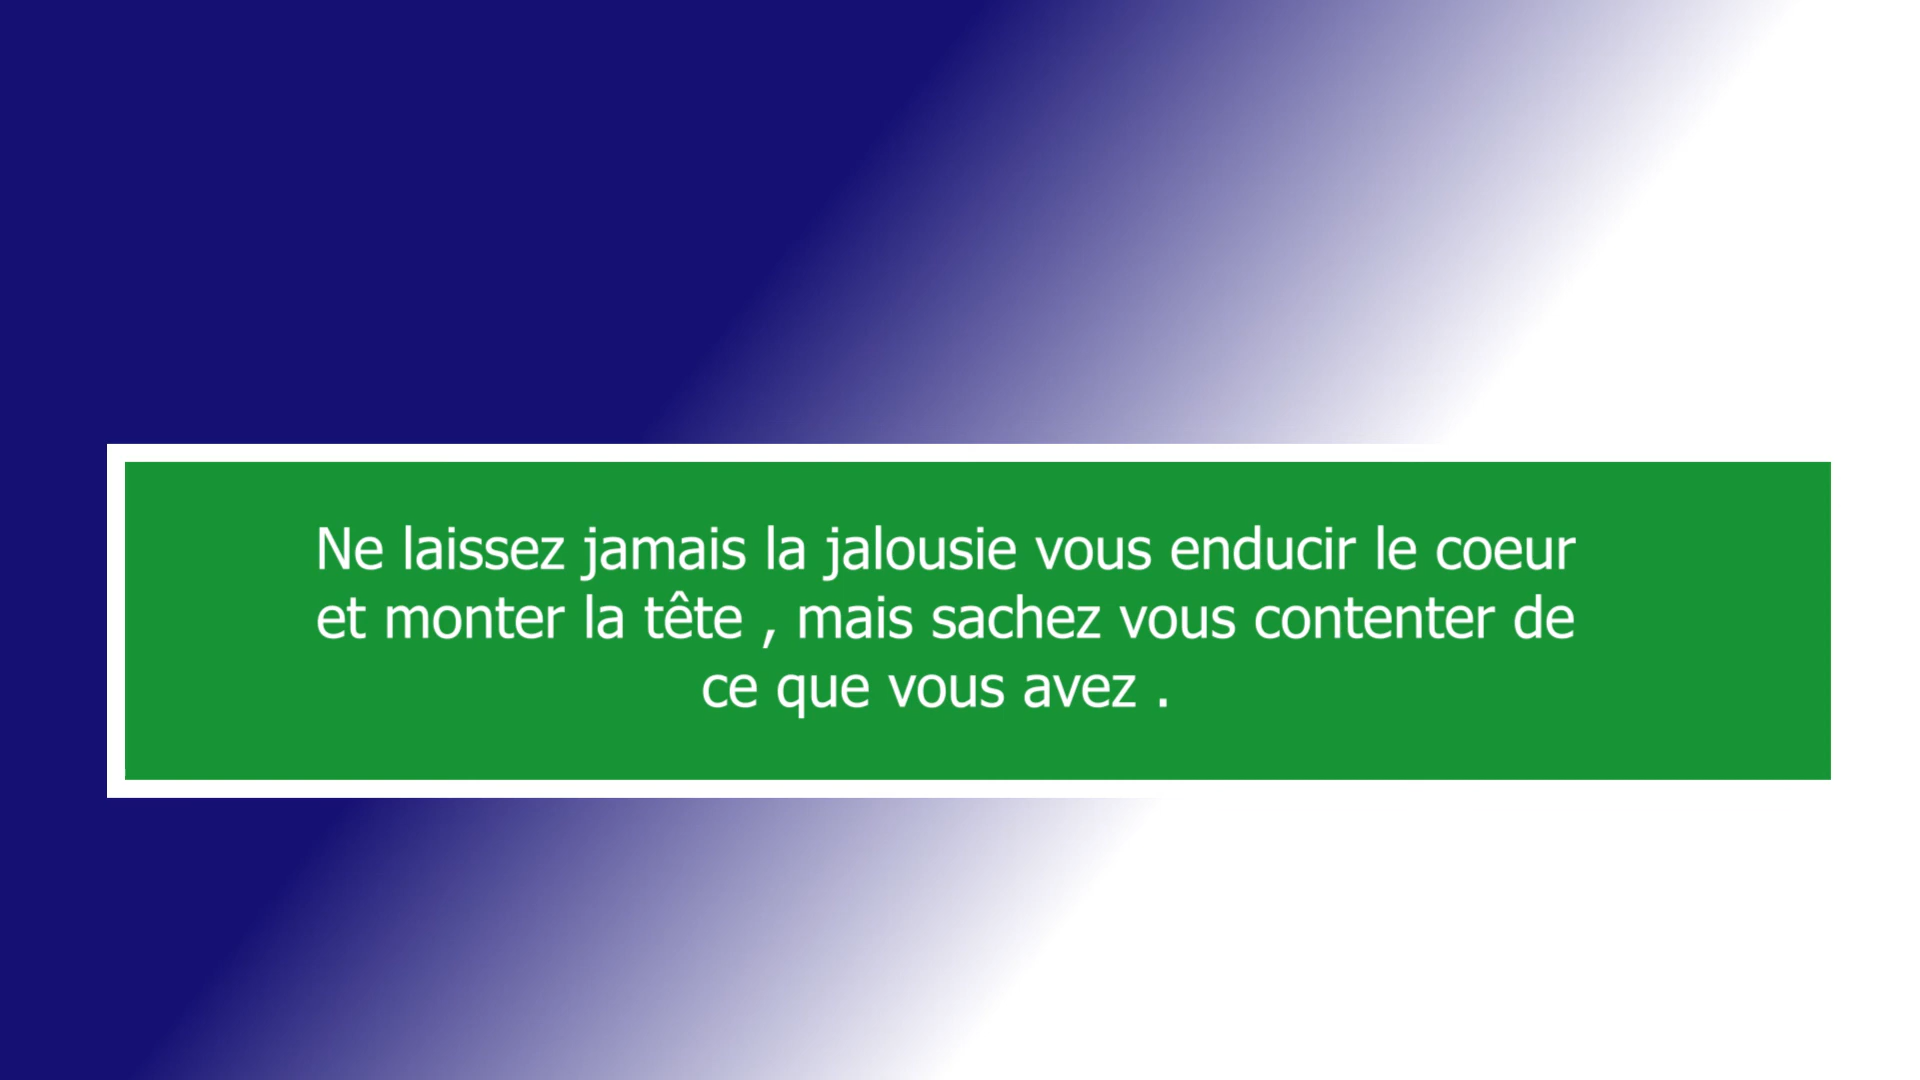 Ne laissez jamais la jalousie vous enducir le coeur
et monter la tête , mais sachez vous contenter de
ce que vous avez .